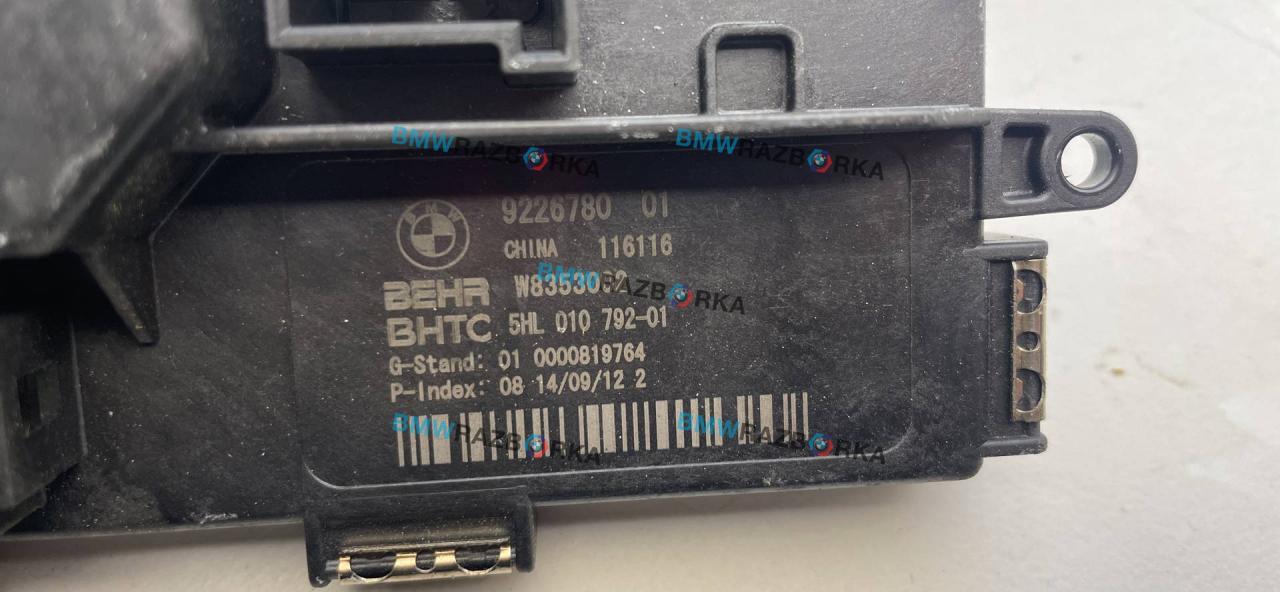 2
BMWRAZBORKA BMWRAZBORKA
BMW
9226780 01
CHINA 116116
BEHR
BMWRAZBORKA
BHTC 5HL 010 792-01
G-Stand: 01 0000819764
P-Index: 08 14/09/12 2
BMWRAZBORKA BMWRAZBORKA